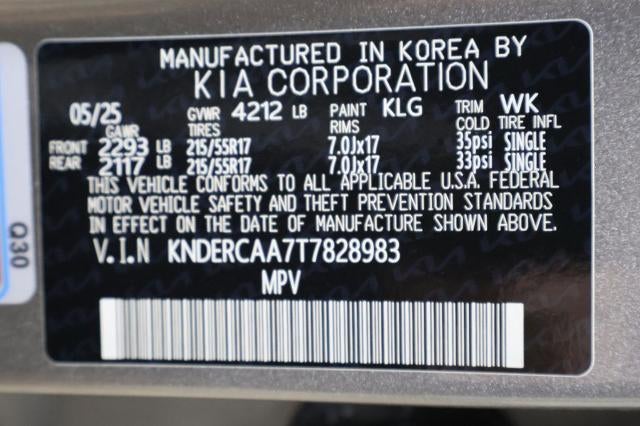 MANUFACTURED IN KOREA BY
KIA CORPORATION
05/25 GVWR 4212 LB PAINT KLG TRIM WK
GAWR TIRES RIMS COLD TIRE INFL
FRONT 2293 LB 215/55R17 7.0Jx17 35psi SINGLE
REAR 2117 LB 215/55R17 7.0Jx17 33psi SINGLE
THIS VEHICLE CONFORMS TO ALL APPLICABLE U.S.A. FEDERAL
MOTOR VEHICLE SAFETY AND THEFT PREVENTION STANDARDS
IN EFFECT ON THE DATE OF MANUFACTURE SHOWN ABOVE.
V.I.N KNDERCAA7T7828983
MPV
Q30